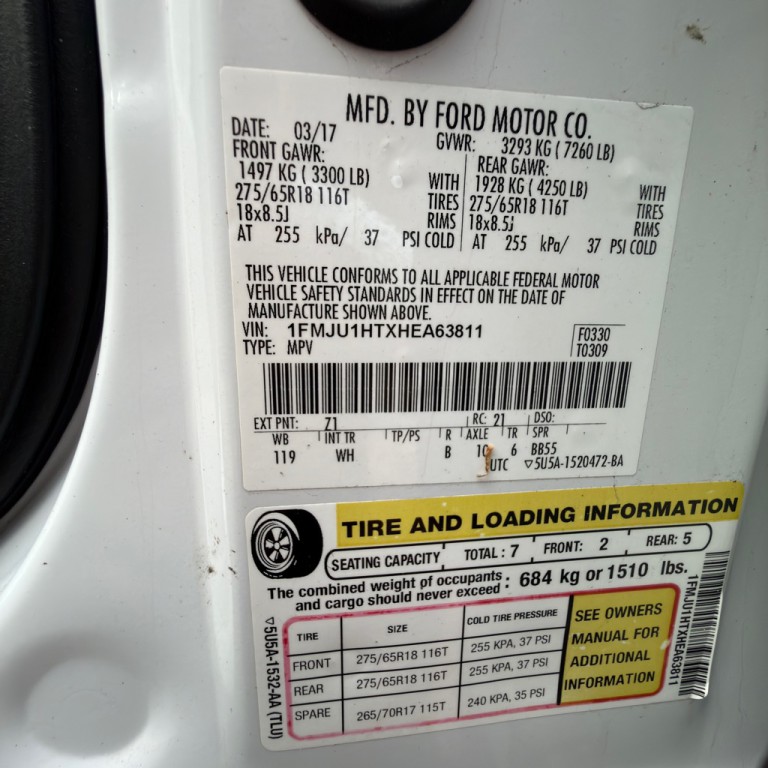 MFD. BY FORD MOTOR CO.
DATE: 03/17 GVWR: 3293 KG ( 7260 LB)
FRONT GAWR: REAR GAWR:
1497 KG ( 3300 LB) WITH 1928 KG ( 4250 LB) WITH
275/65R18 116T TIRES 275/65R18 116T TIRES
18x8.5J RIMS 18x8.5J RIMS
AT 255 kPa/ 37 PSI COLD AT 255 kPa/ 37 PSI COLD
THIS VEHICLE CONFORMS TO ALL APPLICABLE FEDERAL MOTOR
VEHICLE SAFETY STANDARDS IN EFFECT ON THE DATE OF
MANUFACTURE SHOWN ABOVE.
VIN: 1FMJU1HTXHEA63811 F0330
TYPE: MPV T0309
EXT PNT: Z1 RC: 21 DSO:
WB INT TR TP/PS R AXLE TR SPR
119 WH B 10 6 BB55
UTC ▽5U5A-1520472-BA
TIRE AND LOADING INFORMATION
SEATING CAPACITY TOTAL : 7 FRONT: 2 REAR: 5
The combined weight of occupants and cargo should never exceed : 684 kg or 1510 lbs.
TIRE SIZE COLD TIRE PRESSURE
FRONT 275/65R18 116T 255 KPA, 37 PSI
REAR 275/65R18 116T 255 KPA, 37 PSI
SPARE 265/70R17 115T 240 KPA, 35 PSI
SEE OWNERS
MANUAL FOR
ADDITIONAL
INFORMATION
▽5U5A-1532-AA (TLU)
1FMJU1HTXHEA63811